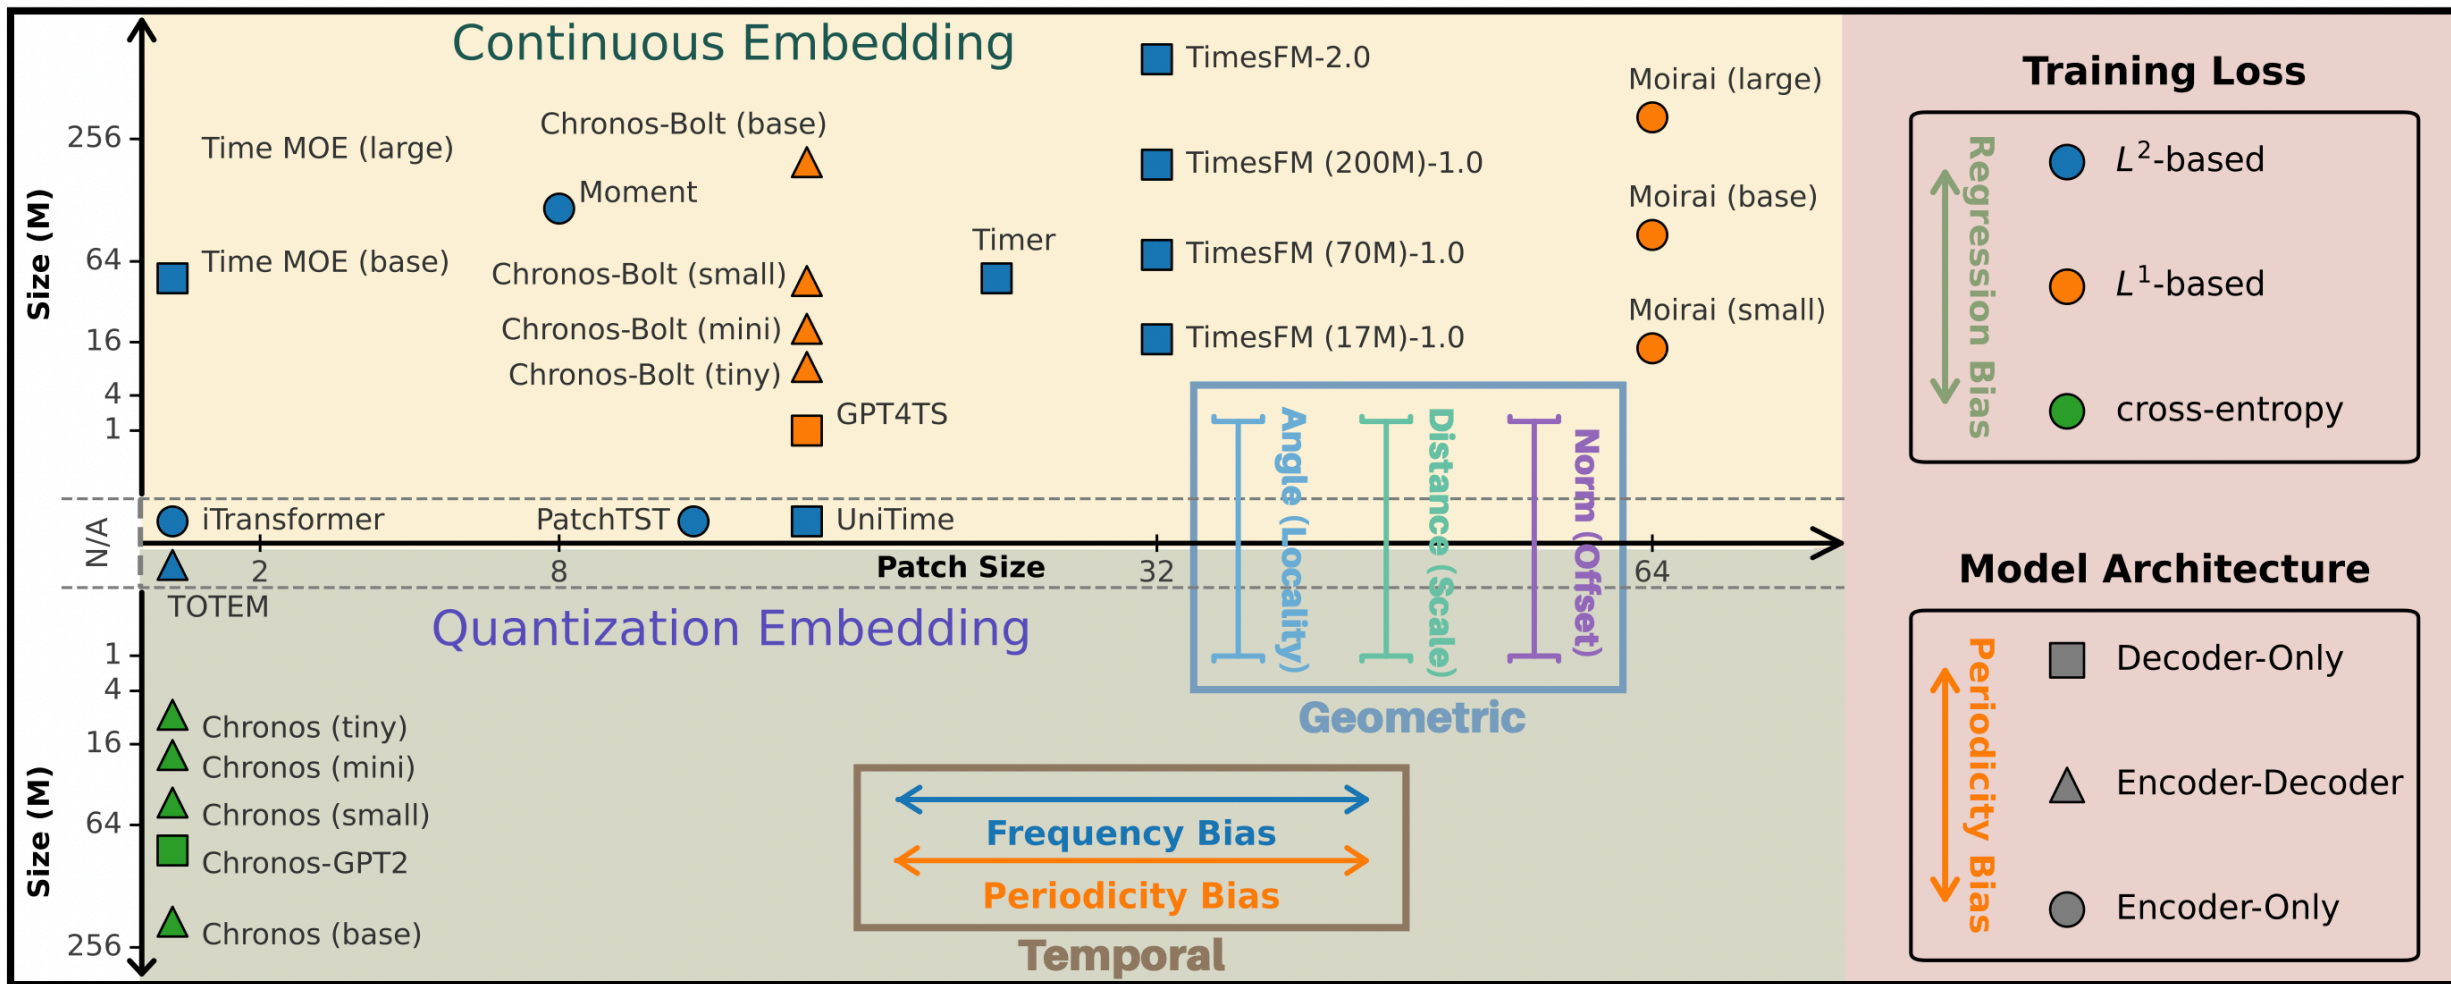 Continuous Embedding
TimesFM-2.0
Moirai (large)
Chronos-Bolt (base)
256
Time MOE (large)
TimesFM (200M)-1.0
Moment
Moirai (base)
Size (M)
Timer
64
Time MOE (base)
Chronos-Bolt (small)
TimesFM (70M)-1.0
Moirai (small)
16
Chronos-Bolt (mini)
TimesFM (17M)-1.0
Chronos-Bolt (tiny)
4
1
GPT4TS
N/A
iTransformer
PatchTST
UniTime
2
8
Patch Size
32
64
TOTEM
Quantization Embedding
Angle (Locality)
Distance (Scale)
Norm (Offset)
Geometric
1
4
Chronos (tiny)
16
Chronos (mini)
Chronos (small)
64
Size (M)
Chronos-GPT2
Chronos (base)
256
Frequency Bias
Periodicity Bias
Temporal
Training Loss
Regression Bias
L²-based
L¹-based
cross-entropy
Model Architecture
Periodicity Bias
Decoder-Only
Encoder-Decoder
Encoder-Only